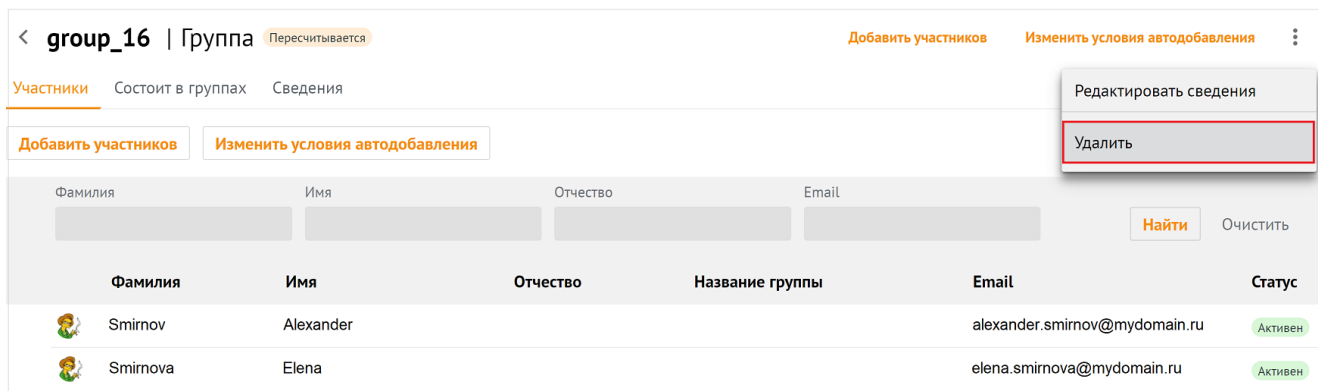 group_16 | Группа Пересчитывается Добавить участников Изменить условия автодобавления
Участники Состоит в группах Сведения
Редактировать сведения
Удалить
Добавить участников Изменить условия автодобавления
Фамилия Имя Отчество Email
Найти Очистить
Фамилия Имя Отчество Название группы Email Статус
Smirnov Alexander alexander.smirnov@mydomain.ru Активен
Smirnova Elena elena.smirnova@mydomain.ru Активен